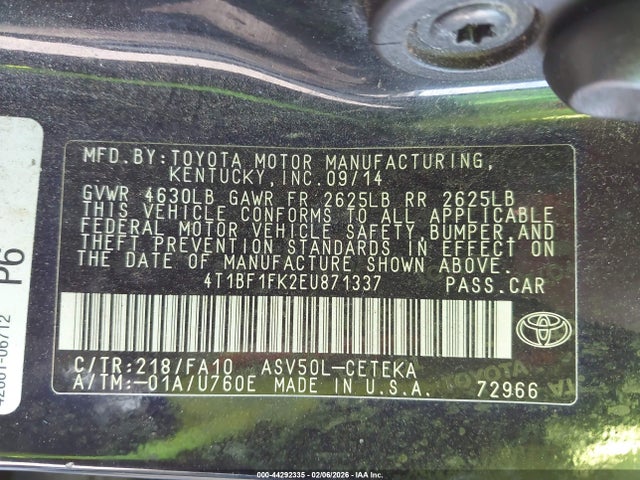 MFD.BY:TOYOTA MOTOR MANUFACTURING,
KENTUCKY, INC.09/14
GVWR 4630LB GAWR FR 2625LB RR 2625LB
THIS VEHICLE CONFORMS TO ALL APPLICABLE
FEDERAL MOTOR VEHICLE SAFETY, BUMPER AND
THEFT PREVENTION STANDARDS IN EFFECT ON
THE DATE OF MANUFACTURE SHOWN ABOVE.
4T1BF1FK2EU871337 PASS.CAR
C/TR:218/FA10 ASV50L-CETEKA
A/TM:-01A/U760E MADE IN U.S.A. 72966
TOYOTA
P6
000-44292335 - 02/06/2026 - IAA Inc.